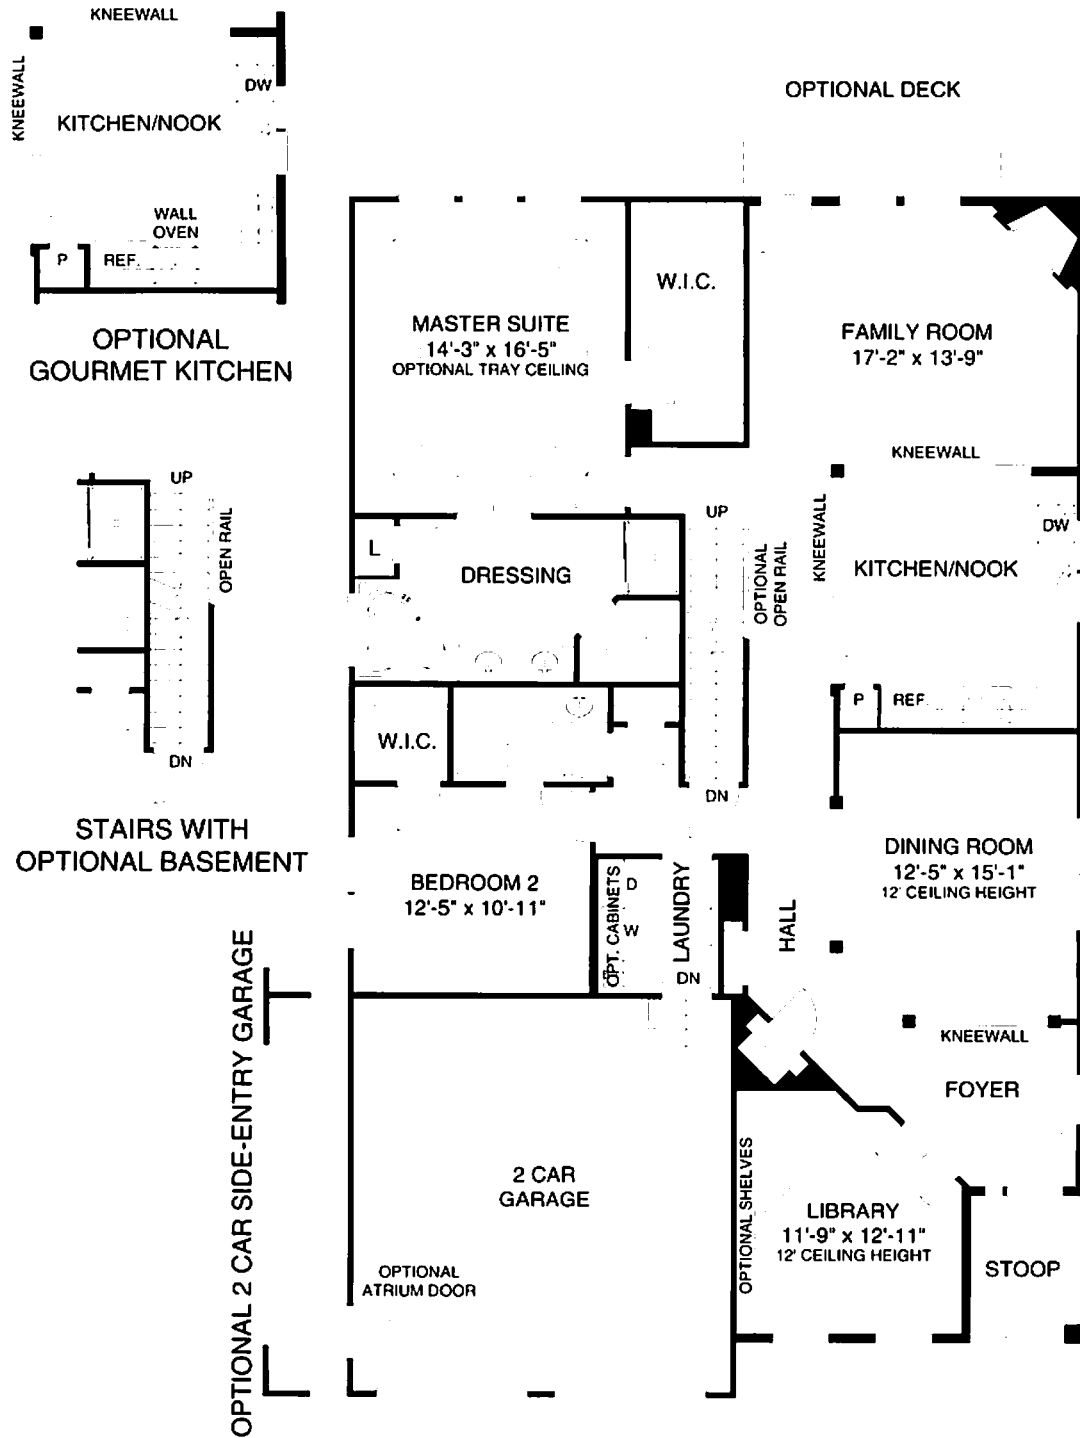 KNEEWALL
KNEEWALL
DW
KITCHEN/NOOK
WALL
OVEN
P
REF.
OPTIONAL
GOURMET KITCHEN
UP
OPEN RAIL
DN
STAIRS WITH
OPTIONAL BASEMENT
OPTIONAL DECK
W.I.C.
MASTER SUITE
14'-3" x 16'-5"
OPTIONAL TRAY CEILING
FAMILY ROOM
17'-2" x 13'-9"
KNEEWALL
KNEEWALL
UP
OPTIONAL
OPEN RAIL
DW
KITCHEN/NOOK
L
DRESSING
P
REF.
W.I.C.
DN
DINING ROOM
12'-5" x 15'-1"
12' CEILING HEIGHT
BEDROOM 2
12'-5" x 10'-11"
OPT. CABINETS
D
W
LAUNDRY
DN
HALL
KNEEWALL
FOYER
OPTIONAL 2 CAR SIDE-ENTRY GARAGE
2 CAR
GARAGE
OPTIONAL
ATRIUM DOOR
OPTIONAL SHELVES
LIBRARY
11'-9" x 12'-11"
12' CEILING HEIGHT
STOOP